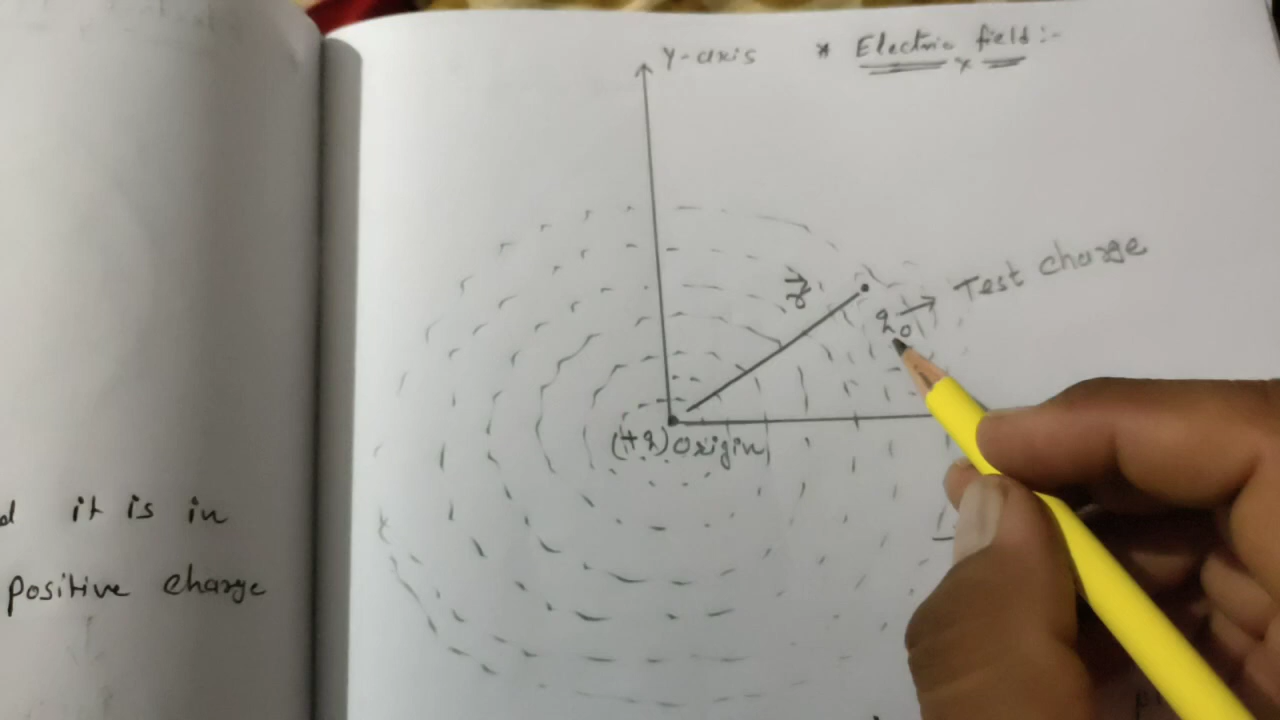 d it is in
positive charge
Y-axis * Electric field :-
r
q₀ → Test charge
(+q) Origin